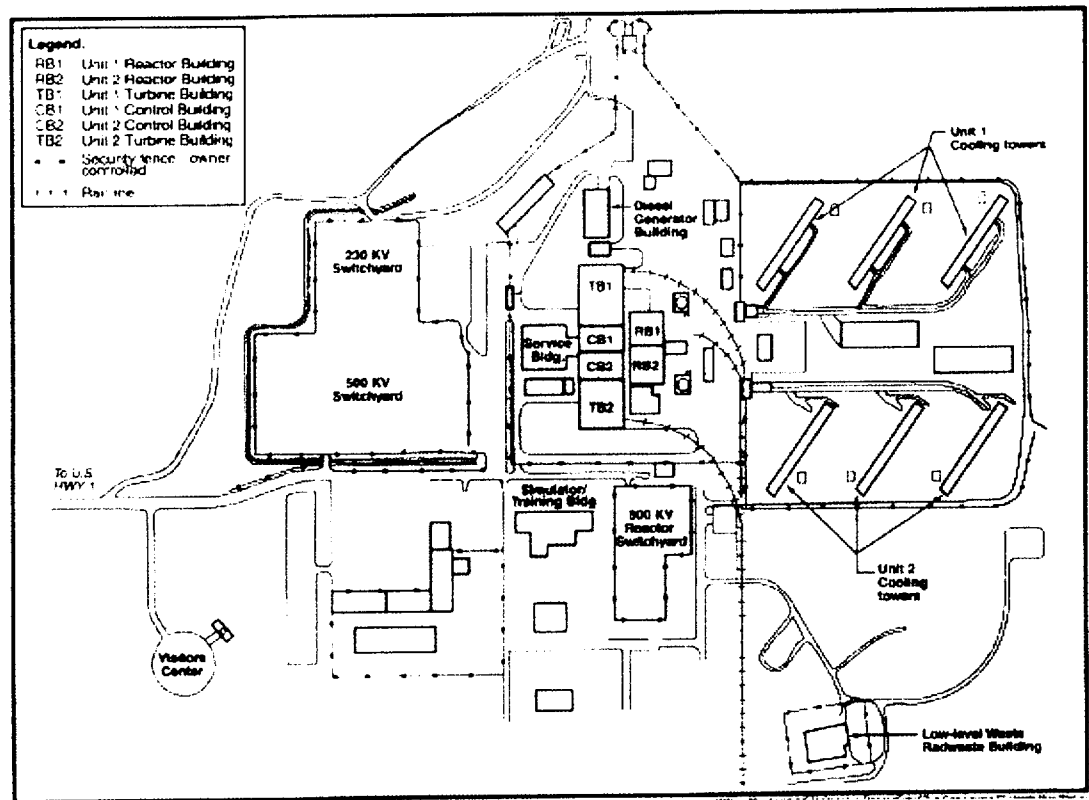 Legend.
RB1 Unit 1 Reactor Building
RB2 Unit 2 Reactor Building
TB1 Unit 1 Turbine Building
CB1 Unit 1 Control Building
CB2 Unit 2 Control Building
TB2 Unit 2 Turbine Building
Security fence owner
controlled
Rail line
Unit 1
Cooling towers
Diesel
Generator
Building
230 KV
Switchyard
TB1
RB1
CB1
Service
Bldg.
CB2
RB2
500 KV
Switchyard
TB2
To U.S.
HWY 1
Simulator/
Training Bldg
500 KV
Reactor
Switchyard
Unit 2
Cooling
towers
Visitors
Center
Low-level Waste
Radwaste Building